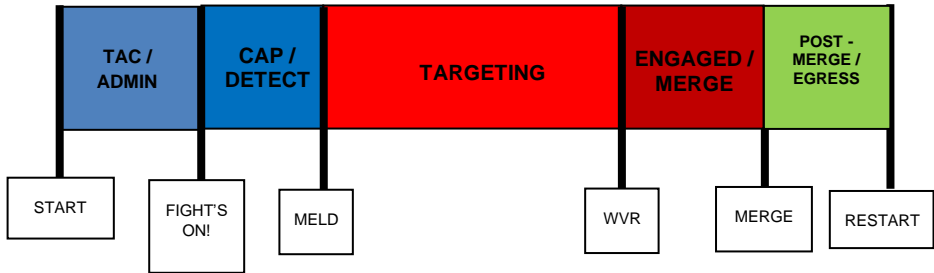 TAC /
ADMIN
CAP /
DETECT
TARGETING
ENGAGED /
MERGE
POST -
MERGE /
EGRESS
START
FIGHT'S
ON!
MELD
WVR
MERGE
RESTART